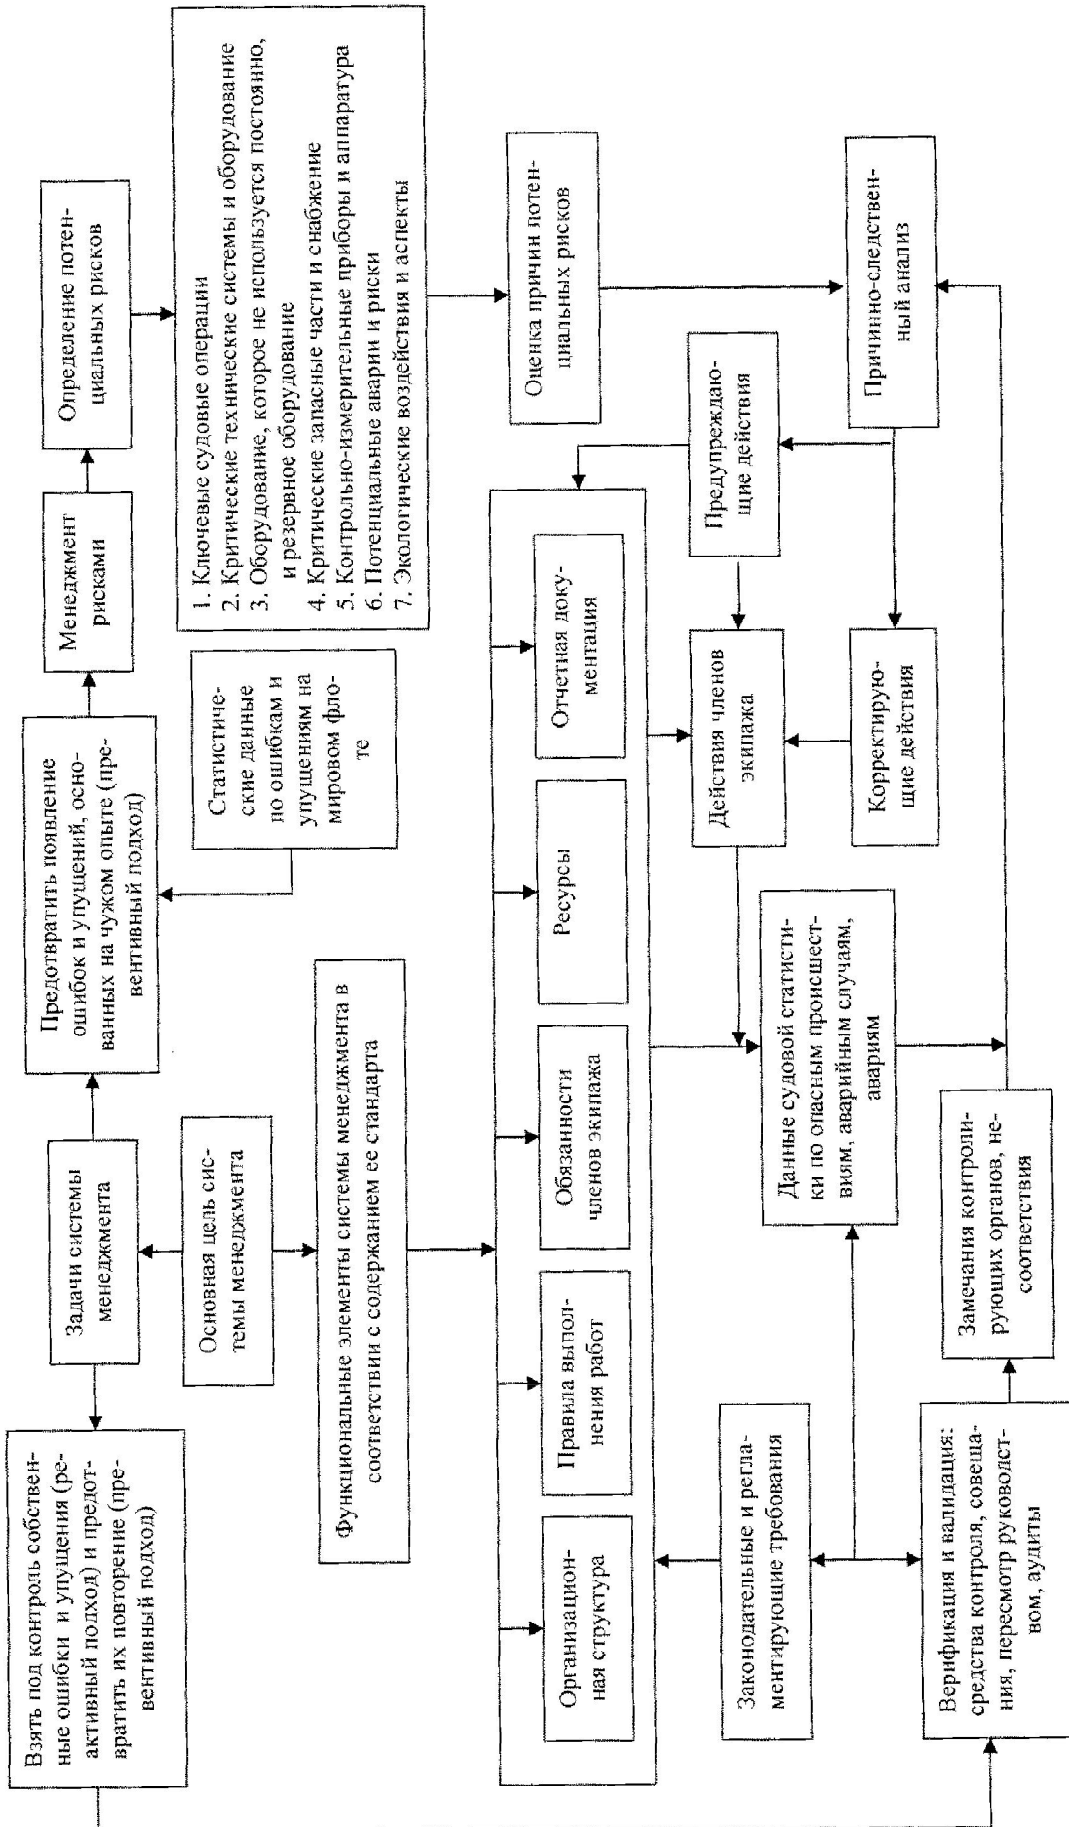 Взять под контроль собствен-
ные ошибки и упущения (ре-
активный подход) и предот-
вратить их повторение (пре-
вентивный подход)
Задачи системы
менеджмента
Предотвратить появление
ошибок и упущений, осно-
ванных на чужом опыте (пре-
вентивный подход)
Менеджмент
рисками
Определение потен-
циальных рисков
Основная цель сис-
темы менеджмента
Статистиче-
ские данные
по ошибкам и
упущениям на
мировом фло-
те
1. Ключевые судовые операции
2. Критические технические системы и оборудование
3. Оборудование, которое не используется постоянно,
и резервное оборудование
4. Критические запасные части и снабжение
5. Контрольно-измерительные приборы и аппаратура
6. Потенциальные аварии и риски
7. Экологические воздействия и аспекты
Функциональные элементы системы менеджмента в
соответствии с содержанием ее стандарта
Организацион-
ная структура
Правила выпол-
нения работ
Обязанности
членов экипажа
Ресурсы
Отчетная доку-
ментация
Оценка причин потен-
циальных рисков
Законодательные и регла-
ментирующие требования
Данные судовой статисти-
ки по опасным происшест-
виям, аварийным случаям,
авариям
Действия членов
экипажа
Предупреждаю-
щие действия
Корректирую-
щие действия
Причинно-следствен-
ный анализ
Верификация и валидация:
средства контроля, совеща-
ния, пересмотр руководст-
вом, аудиты
Замечания контроли-
рующих органов, не-
соответствия